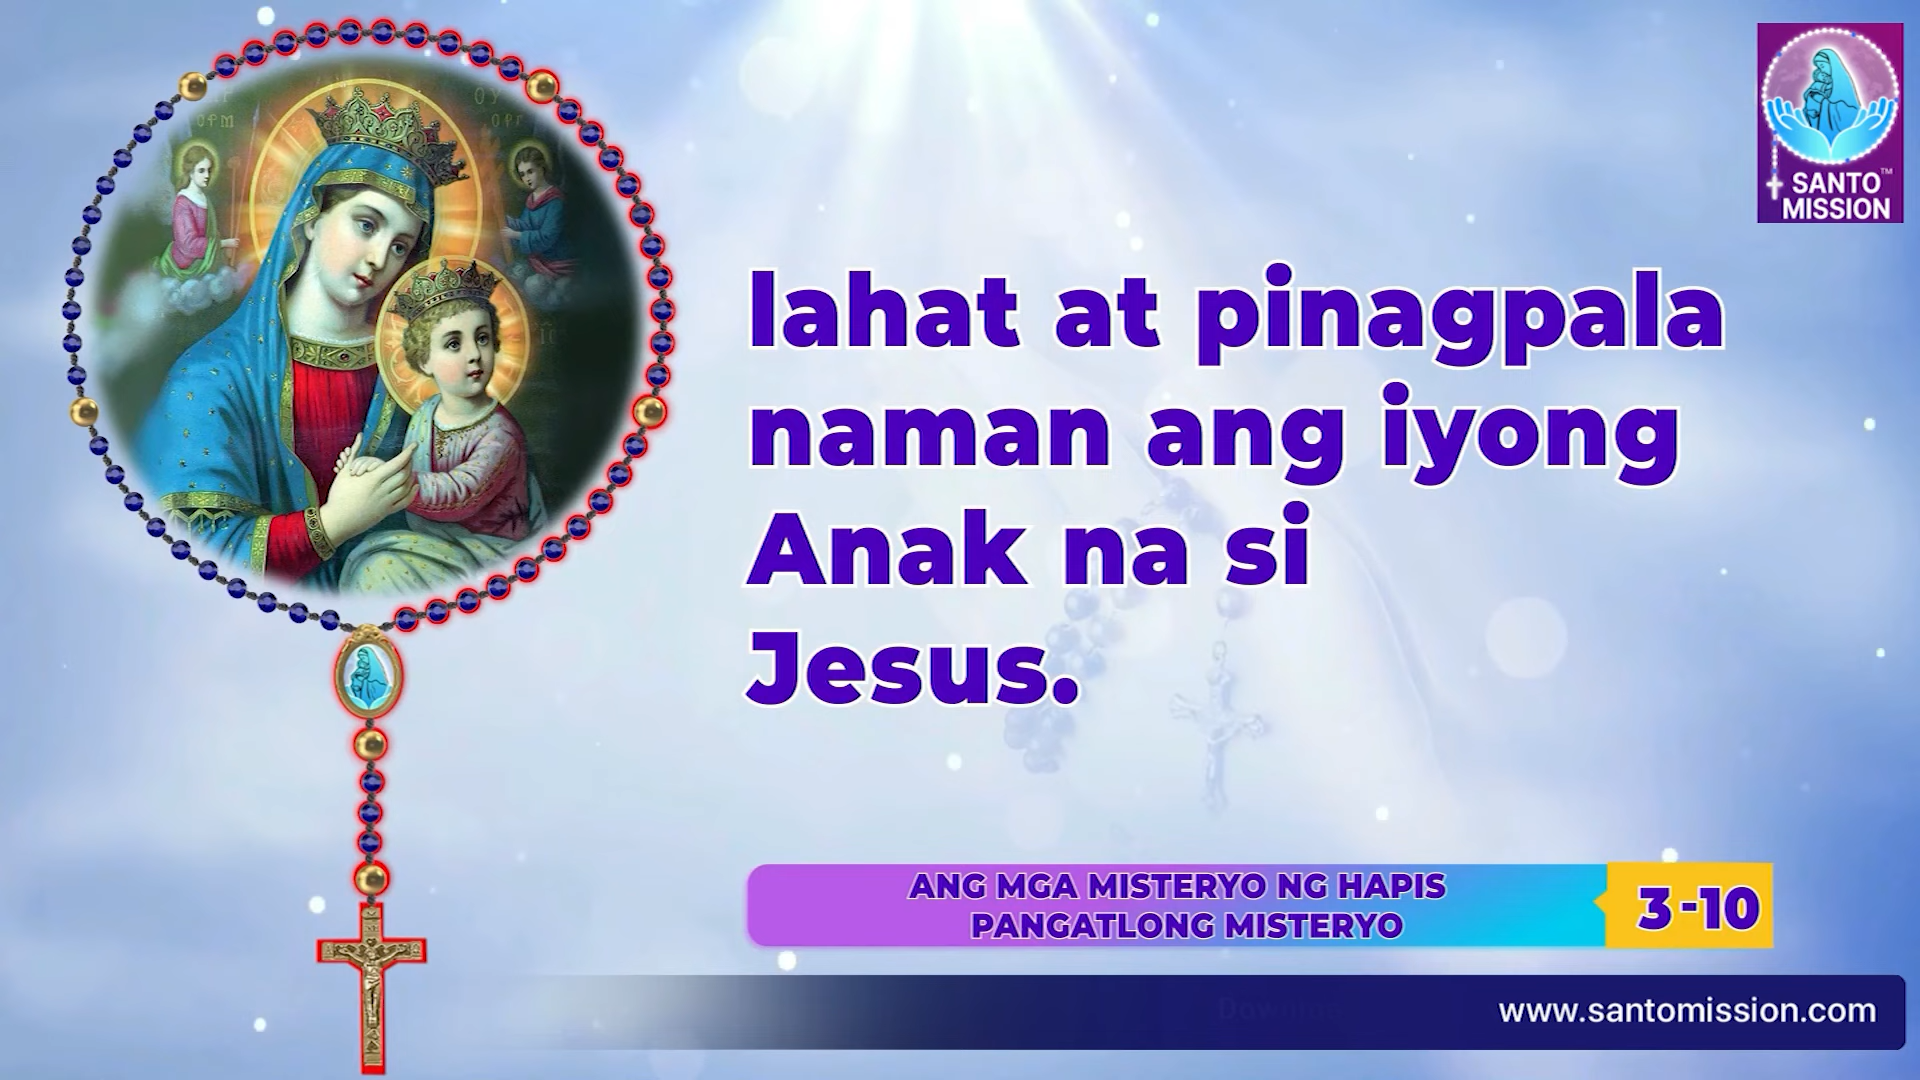 SANTO™
MISSION
lahat at pinagpala
naman ang iyong
Anak na si
Jesus.
ANG MGA MISTERYO NG HAPIS
PANGATLONG MISTERYO
3-10
www.santomission.com